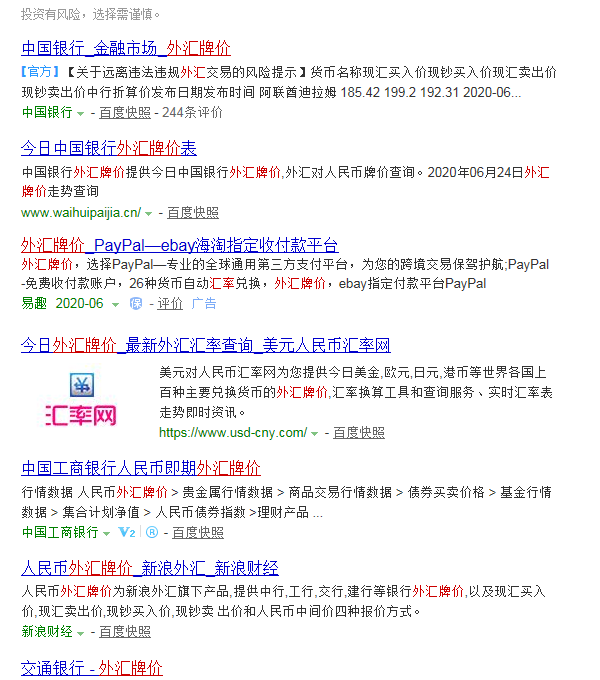 投资有风险，选择需谨慎。
中国银行_金融市场_外汇牌价
【官方】【关于远离违法违规外汇交易的风险提示】货币名称现汇买入价现钞买入价现汇卖出价
现钞卖出价中行折算价发布日期发布时间 阿联酋迪拉姆 185.42 199.2 192.31 2020-06...
中国银行 - 百度快照 - 244条评价
今日中国银行外汇牌价表
中国银行外汇牌价提供今日中国银行外汇牌价,外汇对人民币牌价查询。2020年06月24日外汇
牌价走势查询
www.waihuipaijia.cn/ - 百度快照
外汇牌价_PayPal—ebay海淘指定收付款平台
外汇牌价，选择PayPal—专业的全球通用第三方支付平台，为您的跨境交易保驾护航;PayPal
-免费收付款账户，26种货币自动汇率兑换，外汇牌价，ebay指定付款平台PayPal
易趣 2020-06 保 - 评价 广告
今日外汇牌价_最新外汇汇率查询_美元人民币汇率网
汇率网
美元对人民币汇率网为您提供今日美金,欧元,日元,港币等世界各国上
百种主要兑换货币的外汇牌价,汇率换算工具和查询服务、实时汇率表
走势即时资讯。
https://www.usd-cny.com/ - 百度快照
中国工商银行人民币即期外汇牌价
行情数据 人民币外汇牌价 > 贵金属行情数据 > 商品交易行情数据 > 债券买卖价格 > 基金行情
数据 > 集合计划净值 > 人民币债券指数 >理财产品 ...
中国工商银行 V2 ® - 百度快照
人民币外汇牌价_新浪外汇_新浪财经
人民币外汇牌价为新浪外汇旗下产品,提供中行,工行,交行,建行等银行外汇牌价,以及现汇买入
价,现汇卖出价,现钞买入价,现钞卖 出价和人民币中间价四种报价方式。
新浪财经 - 百度快照
交通银行 - 外汇牌价